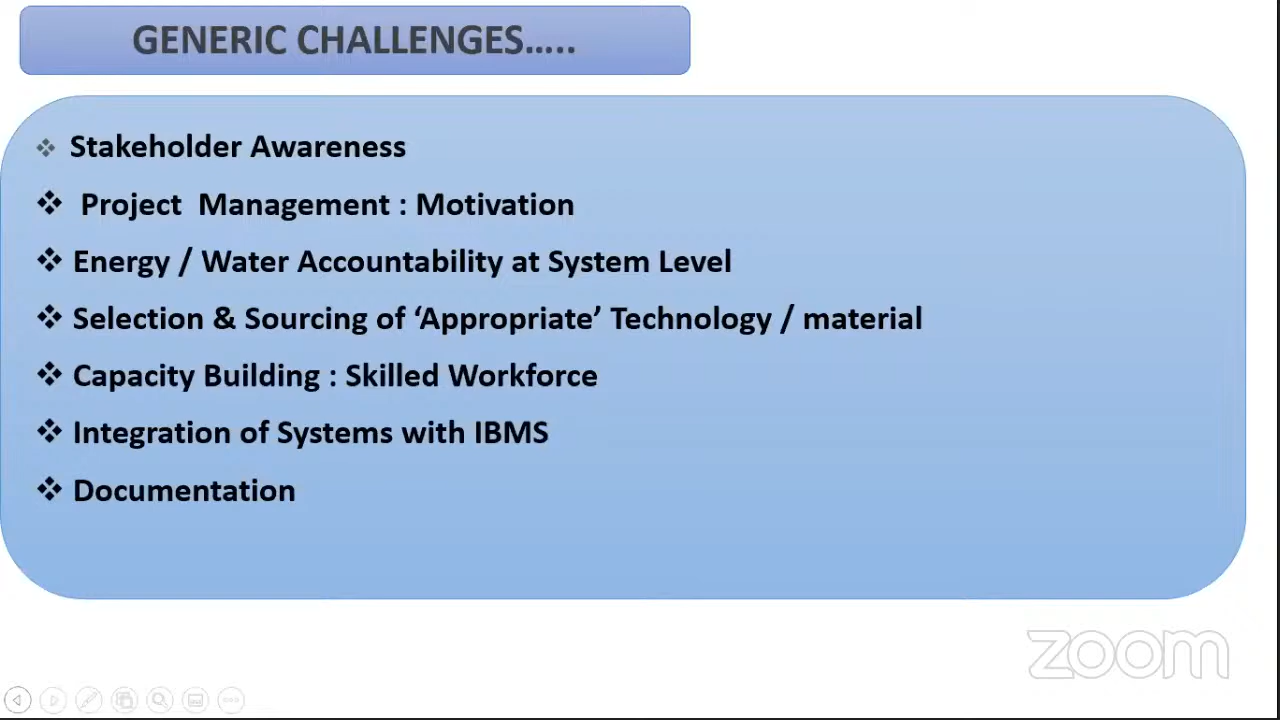 GENERIC CHALLENGES.....
Stakeholder Awareness
Project Management : Motivation
Energy / Water Accountability at System Level
Selection & Sourcing of ‘Appropriate’ Technology / material
Capacity Building : Skilled Workforce
Integration of Systems with IBMS
Documentation
zoom